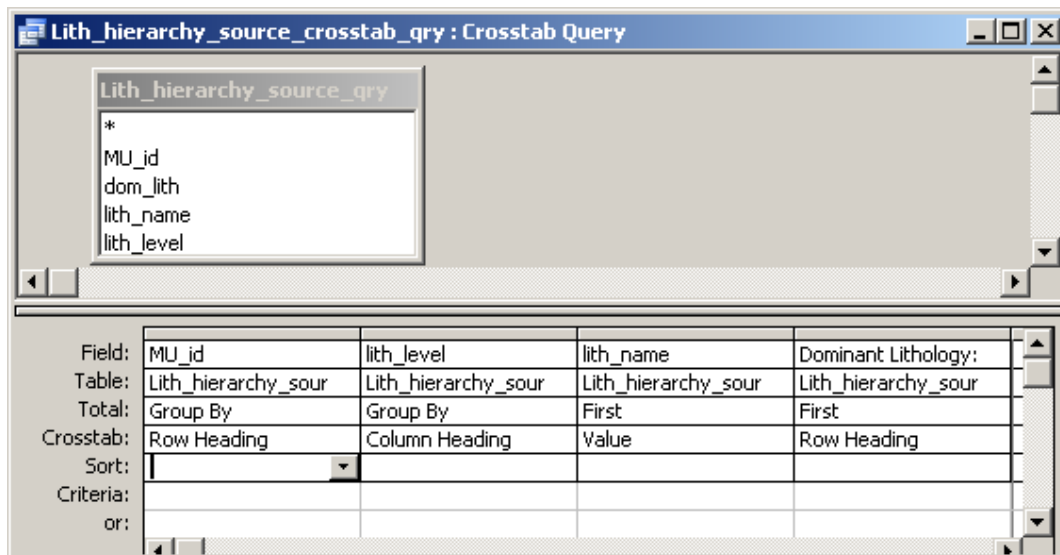 Lith_hierarchy_source_crosstab_qry : Crosstab Query
Lith_hierarchy_source_qry
*
MU_id
dom_lith
lith_name
lith_level
Field: MU_id lith_level lith_name Dominant Lithology:
Table: Lith_hierarchy_sour Lith_hierarchy_sour Lith_hierarchy_sour Lith_hierarchy_sour
Total: Group By Group By First First
Crosstab: Row Heading Column Heading Value Row Heading
Sort:
Criteria:
or: